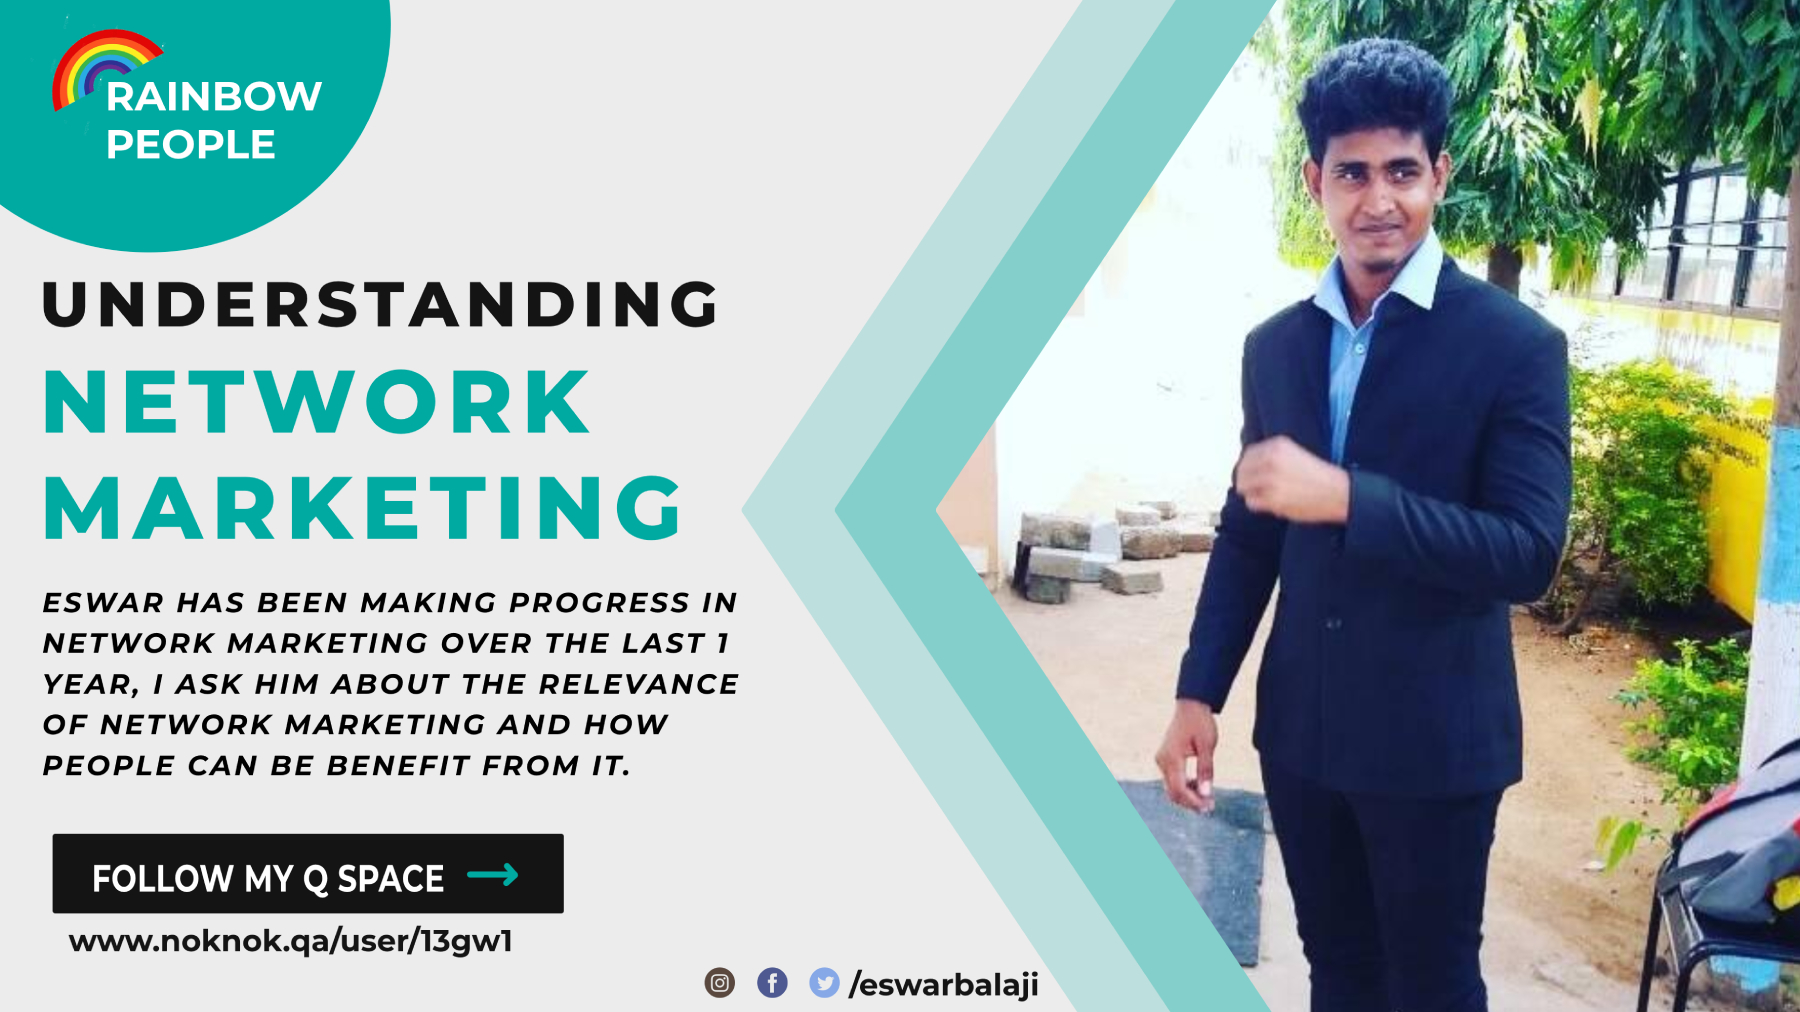 RAINBOW
PEOPLE
UNDERSTANDING
NETWORK
MARKETING
ESWAR HAS BEEN MAKING PROGRESS IN
NETWORK MARKETING OVER THE LAST 1
YEAR, I ASK HIM ABOUT THE RELEVANCE
OF NETWORK MARKETING AND HOW
PEOPLE CAN BE BENEFIT FROM IT.
FOLLOW MY Q SPACE
www.noknok.qa/user/13gw1
/eswarbalaji